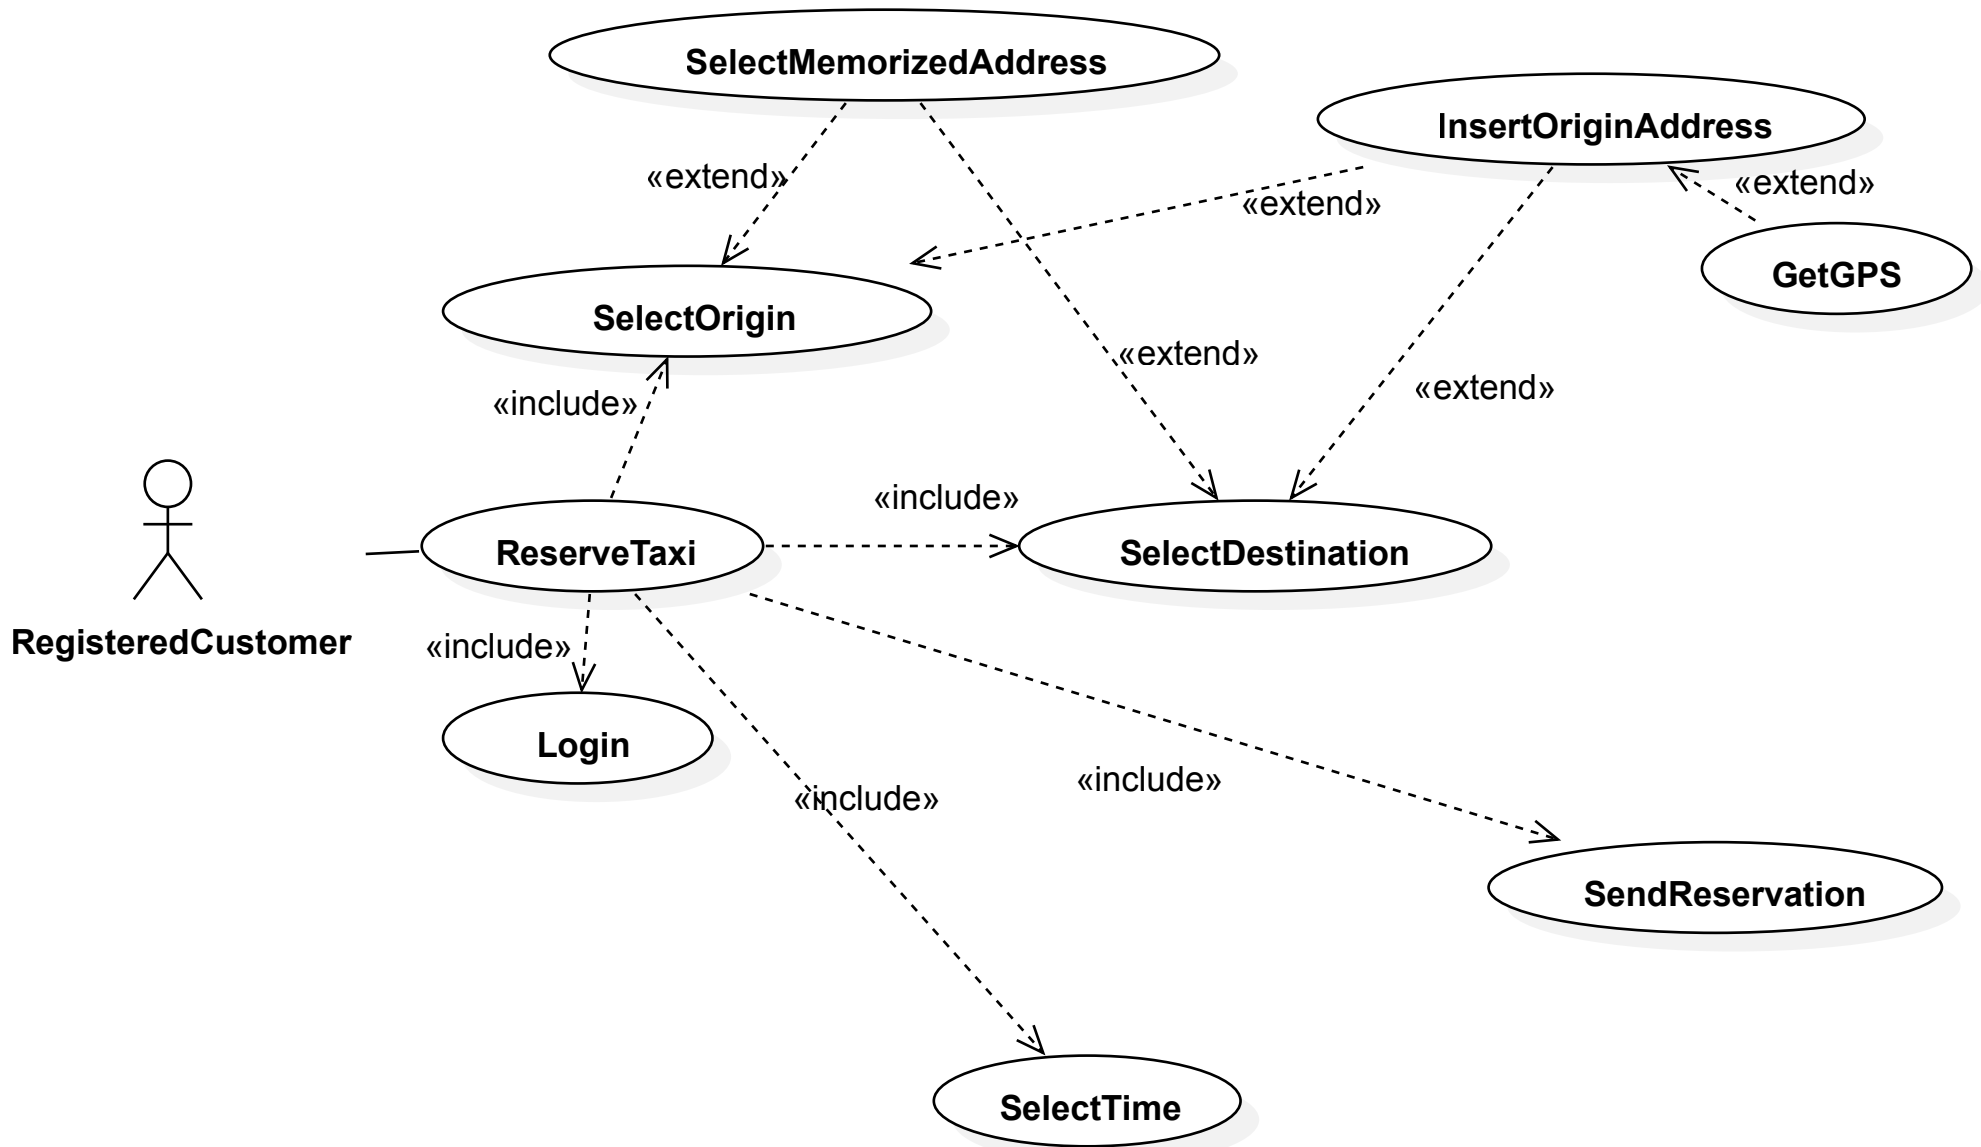 SelectMemorizedAddress
InsertOriginAddress
«extend»
«extend»
«extend»
GetGPS
SelectOrigin
«extend»
«extend»
«include»
«include»
ReserveTaxi
SelectDestination
RegisteredCustomer
«include»
Login
«include»
«include»
SendReservation
SelectTime